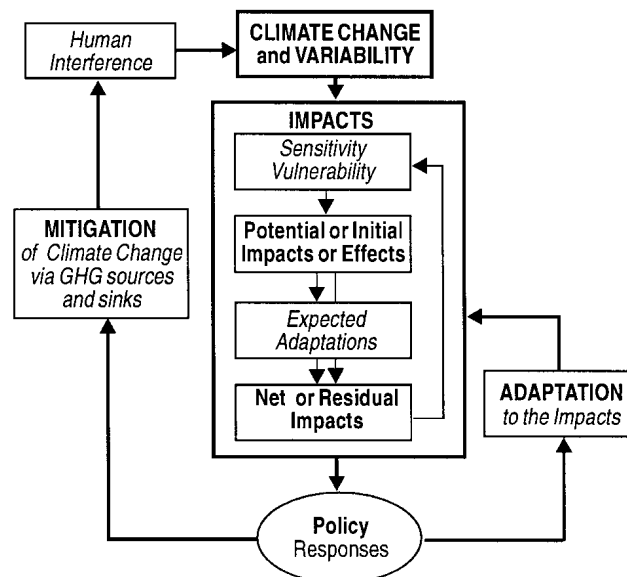 Human
Interference
CLIMATE CHANGE
and VARIABILITY
IMPACTS
Sensitivity
Vulnerability
Potential or Initial
Impacts or Effects
Expected
Adaptations
Net or Residual
Impacts
MITIGATION
of Climate Change
via GHG sources
and sinks
ADAPTATION
to the Impacts
Policy
Responses